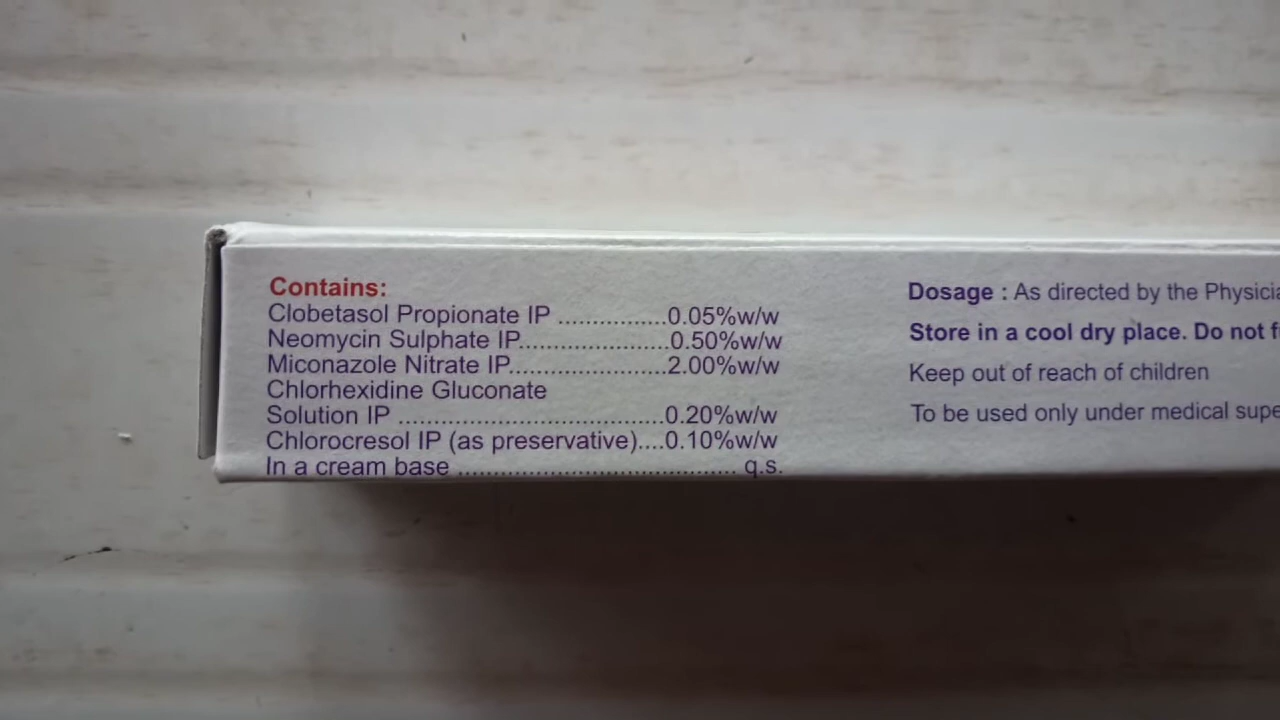 Contains:
Clobetasol Propionate IP ................0.05%w/w
Neomycin Sulphate IP.....................0.50%w/w
Miconazole Nitrate IP......................2.00%w/w
Chlorhexidine Gluconate
Solution IP .....................................0.20%w/w
Chlorocresol IP (as preservative)....0.10%w/w
In a cream base ....................................... q.s.
Dosage : As directed by the
Store in a cool dry place. Do not
Keep out of reach of children
To be used only under medical